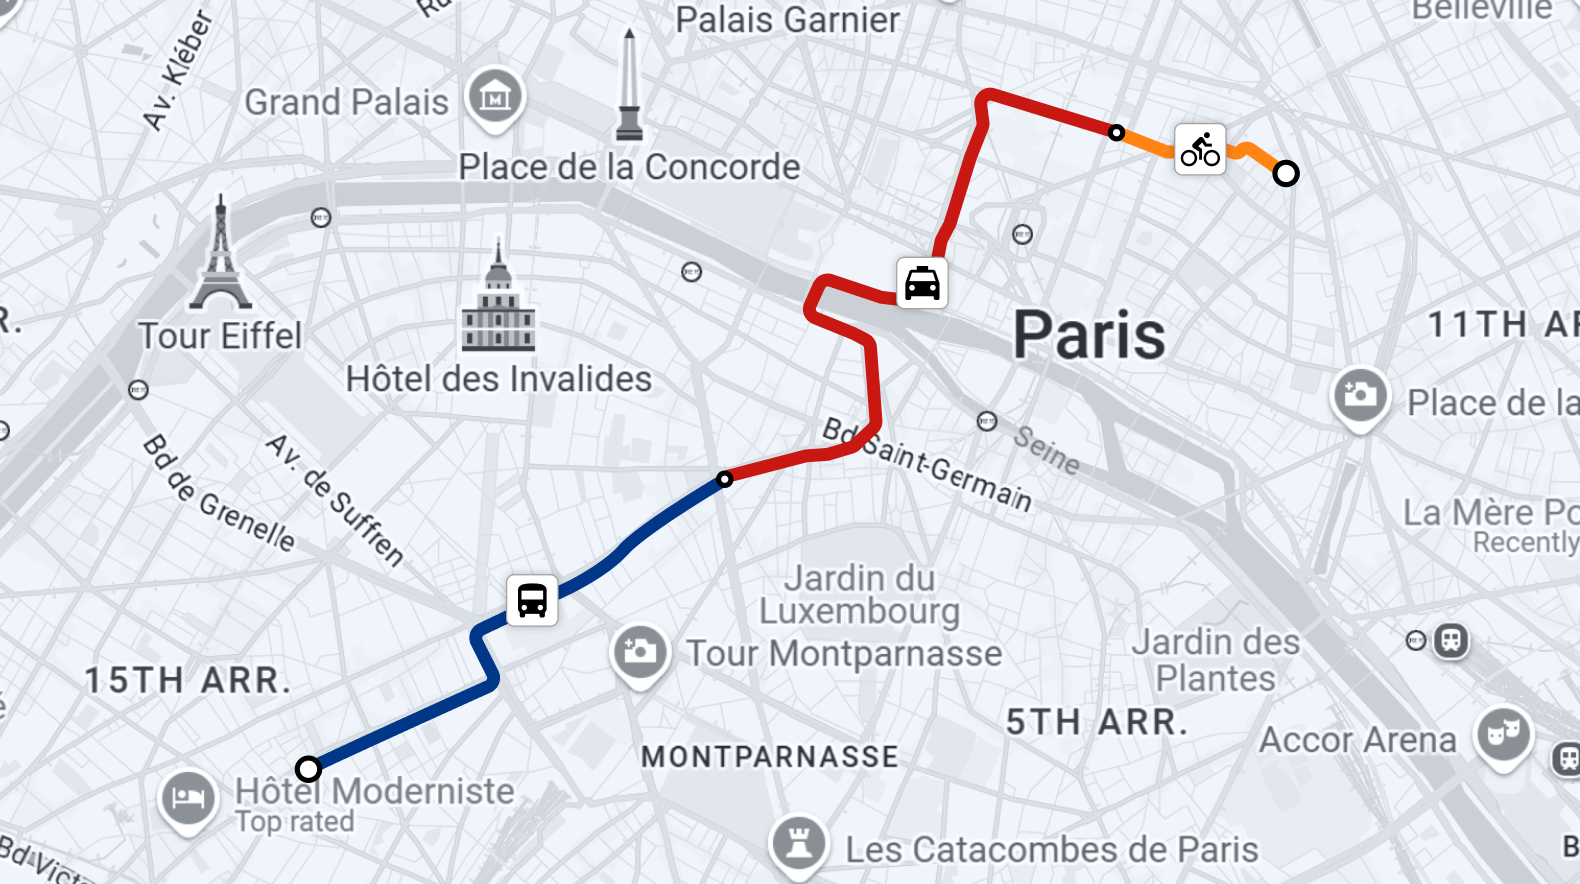 Belleville
Palais Garnier
Av. Kléber
Grand Palais
Place de la Concorde
Tour Eiffel
Hôtel des Invalides
Paris
11TH AR
Place de la
Bd Saint-Germain
Seine
Bd de Grenelle
Av. de Suffren
La Mère Po
Recently
Jardin du
Luxembourg
Tour Montparnasse
Jardin des
Plantes
15TH ARR.
5TH ARR.
Accor Arena
MONTPARNASSE
Hôtel Moderniste
Top rated
Les Catacombes de Paris
Bd Victo